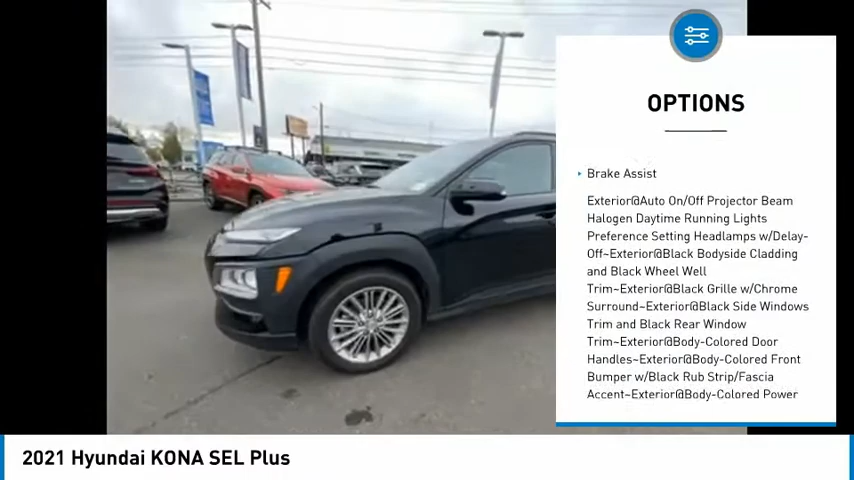 OPTIONS
Brake Assist
Exterior@Auto On/Off Projector Beam
Halogen Daytime Running Lights
Preference Setting Headlamps w/Delay-
Off~Exterior@Black Bodyside Cladding
and Black Wheel Well
Trim~Exterior@Black Grille w/Chrome
Surround~Exterior@Black Side Windows
Trim and Black Rear Window
Trim~Exterior@Body-Colored Door
Handles~Exterior@Body-Colored Front
Bumper w/Black Rub Strip/Fascia
Accent~Exterior@Body-Colored Power
2021 Hyundai KONA SEL Plus